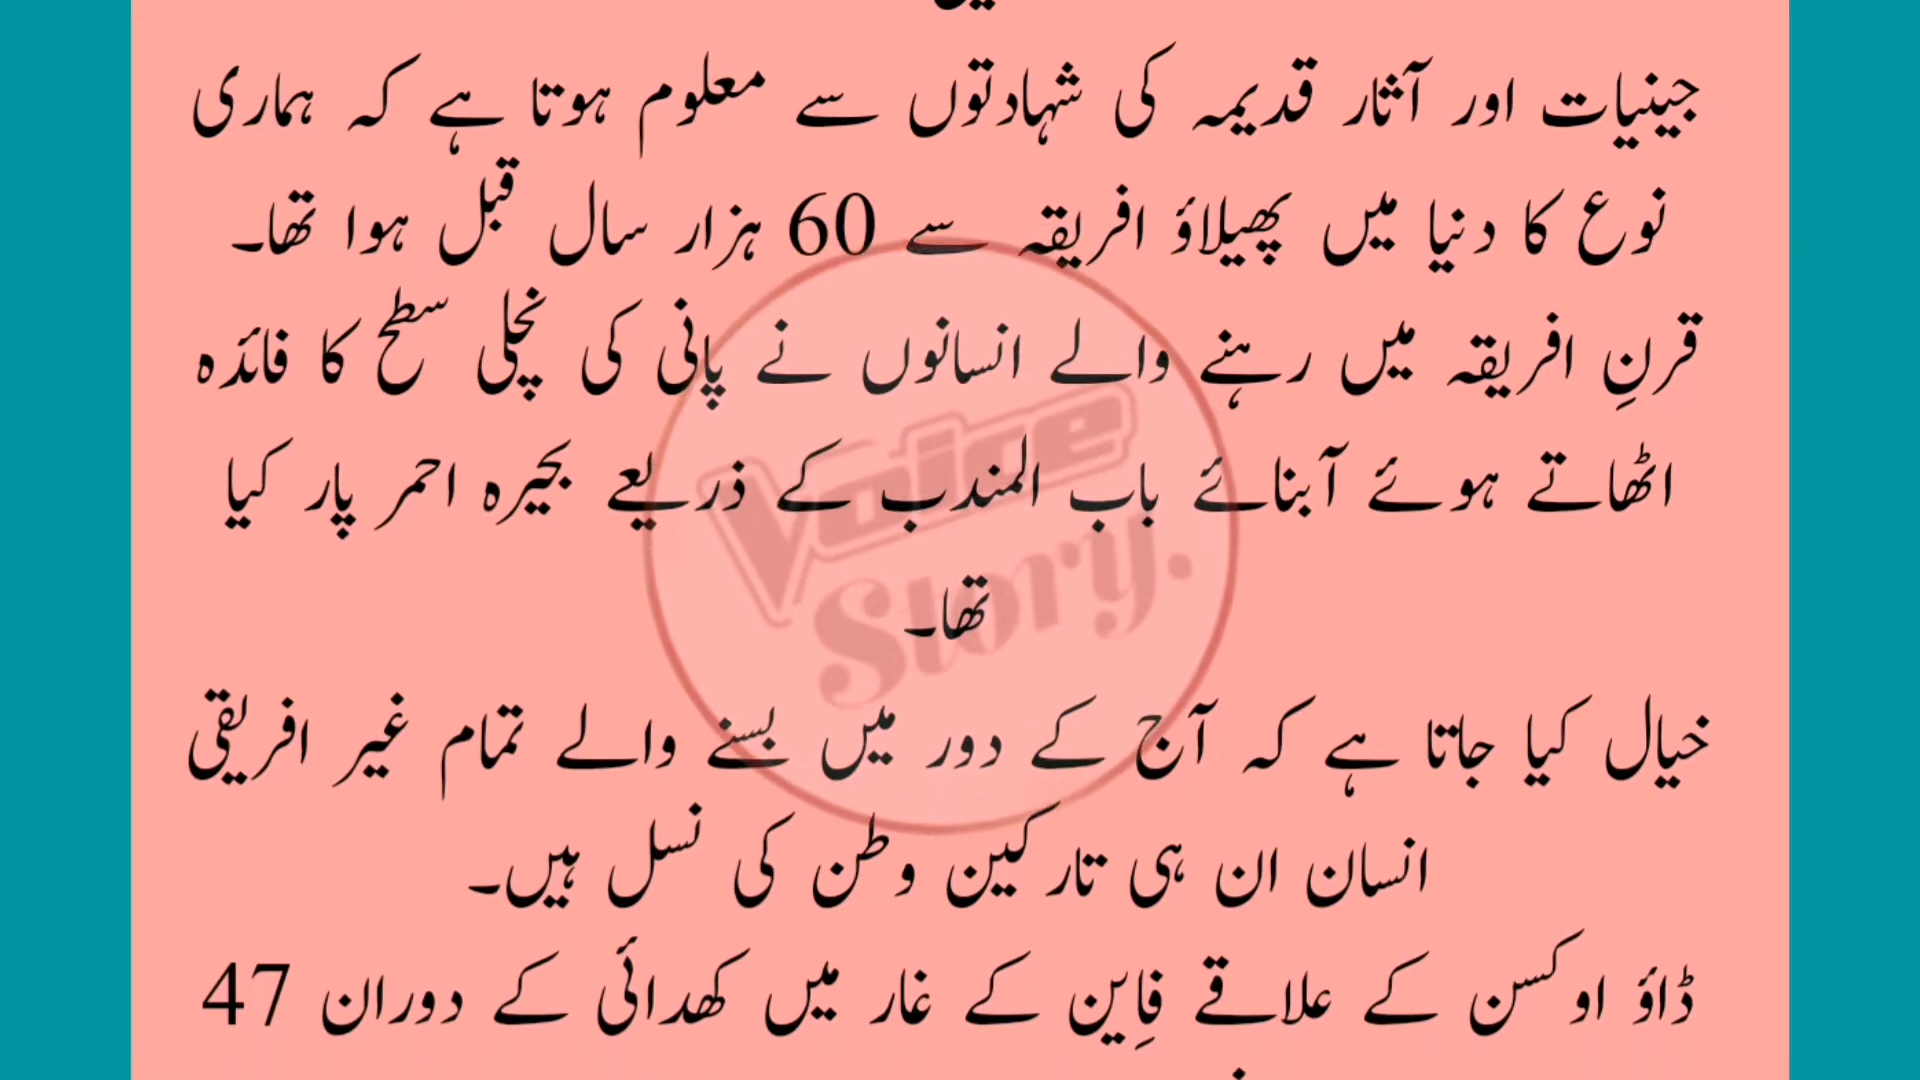 جینیات اور آثار قدیمہ کی شہادتوں سے معلوم ہوتا ہے کہ ہماری
نوع کا دنیا میں پھیلاؤ افریقہ سے 60 ہزار سال قبل ہوا تھا۔
قرنِ افریقہ میں رہنے والے انسانوں نے پانی کی نچلی سطح کا فائدہ
اٹھاتے ہوئے آبنائے باب المندب کے ذریعے بحیرہ احمر پار کیا
تھا۔
Voice
Story.
خیال کیا جاتا ہے کہ آج کے دور میں بسنے والے تمام غیر افریقی
انسان ان ہی تارکین وطن کی نسل ہیں۔
ڈاؤ اوکسن کے علاقے فاِین کے غار میں کھدائی کے دوران 47